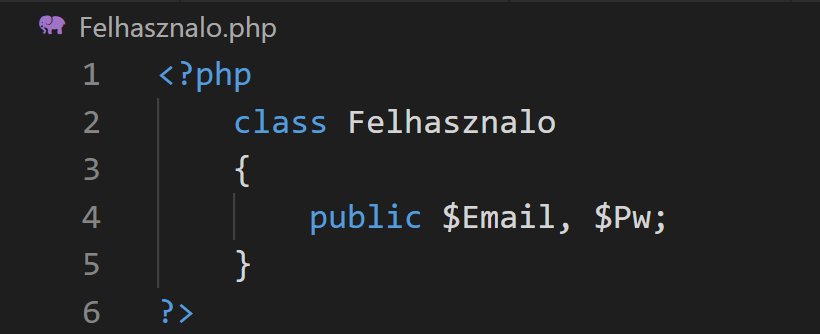 Felhasznalo.php
1 <?php
2 class Felhasznalo
3 {
4 public $Email, $Pw;
5 }
6 ?>